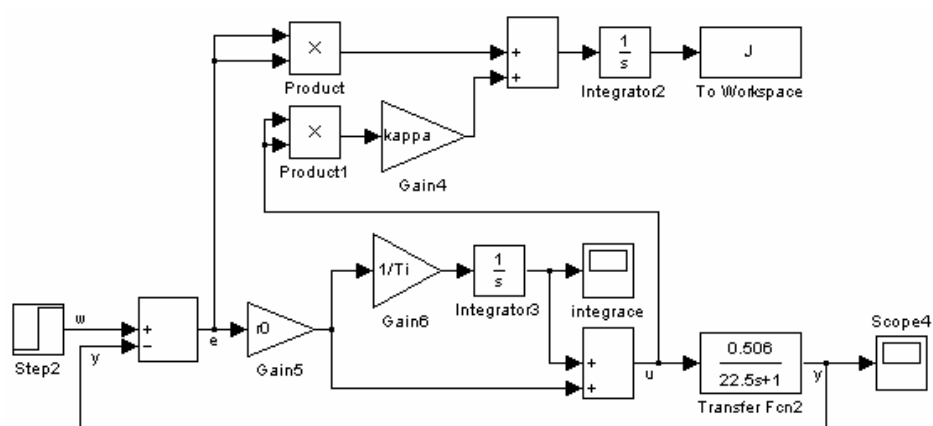 ×
Product
+
+
1
s
Integrator2
J
To Workspace
×
Product1
kappa
Gain4
w
y
Step2
+
−
e
r0
Gain5
1/Ti
Gain6
1
s
Integrator3
integrace
+
+
u
0.506
22.5s+1
Transfer Fcn2
y
Scope4